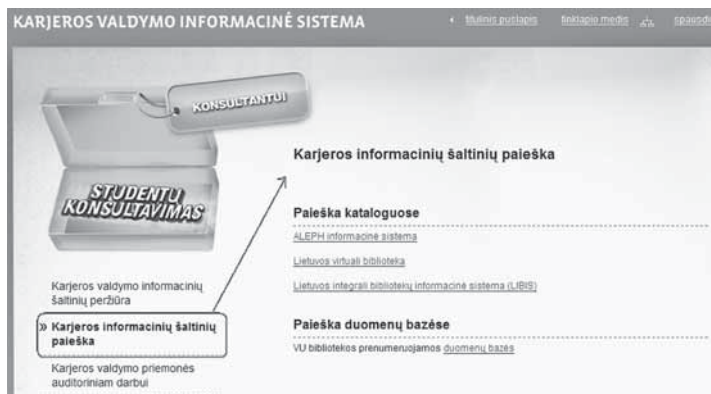 KARJEROS VALDYMO INFORMACINĖ SISTEMA
titulinis puslapis
tinklapio medis
spausdi
KONSULTANTUI
STUDENTŲ
KONSULTAVIMAS
Karjeros informacinių šaltinių paieška
Paieška kataloguose
ALEPH informacinė sistema
Lietuvos virtuali biblioteka
Lietuvos integrali bibliotekų informacinė sistema (LIBIS)
Paieška duomenų bazėse
VU bibliotekos prenumeruojamos duomenų bazės
Karjeros valdymo informacinių
šaltinių peržiūra
» Karjeros informacinių šaltinių
paieška
Karjeros valdymo priemonės
auditoriniam darbui